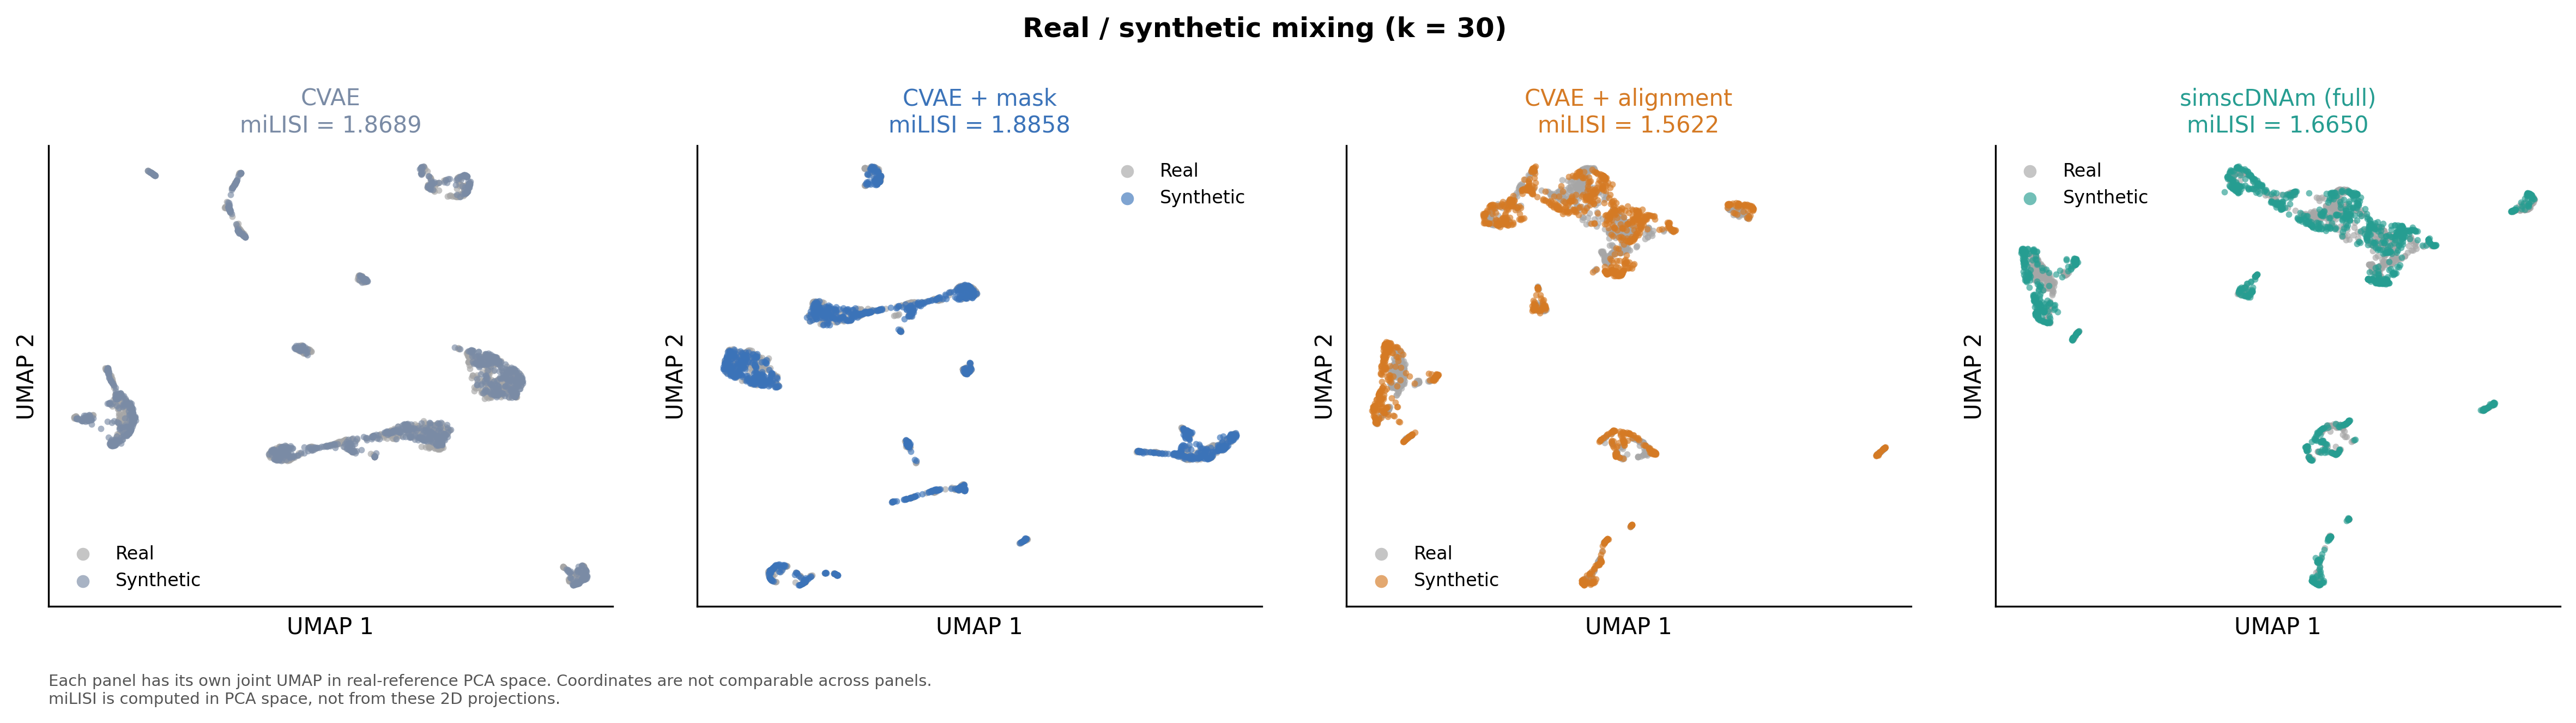 Real / synthetic mixing (k = 30)
CVAE
miLISI = 1.8689
UMAP 2
Real
Synthetic
UMAP 1
CVAE + mask
miLISI = 1.8858
UMAP 2
Real
Synthetic
UMAP 1
CVAE + alignment
miLISI = 1.5622
UMAP 2
Real
Synthetic
UMAP 1
simscDNAm (full)
miLISI = 1.6650
UMAP 2
Real
Synthetic
UMAP 1
Each panel has its own joint UMAP in real-reference PCA space. Coordinates are not comparable across panels.
miLISI is computed in PCA space, not from these 2D projections.